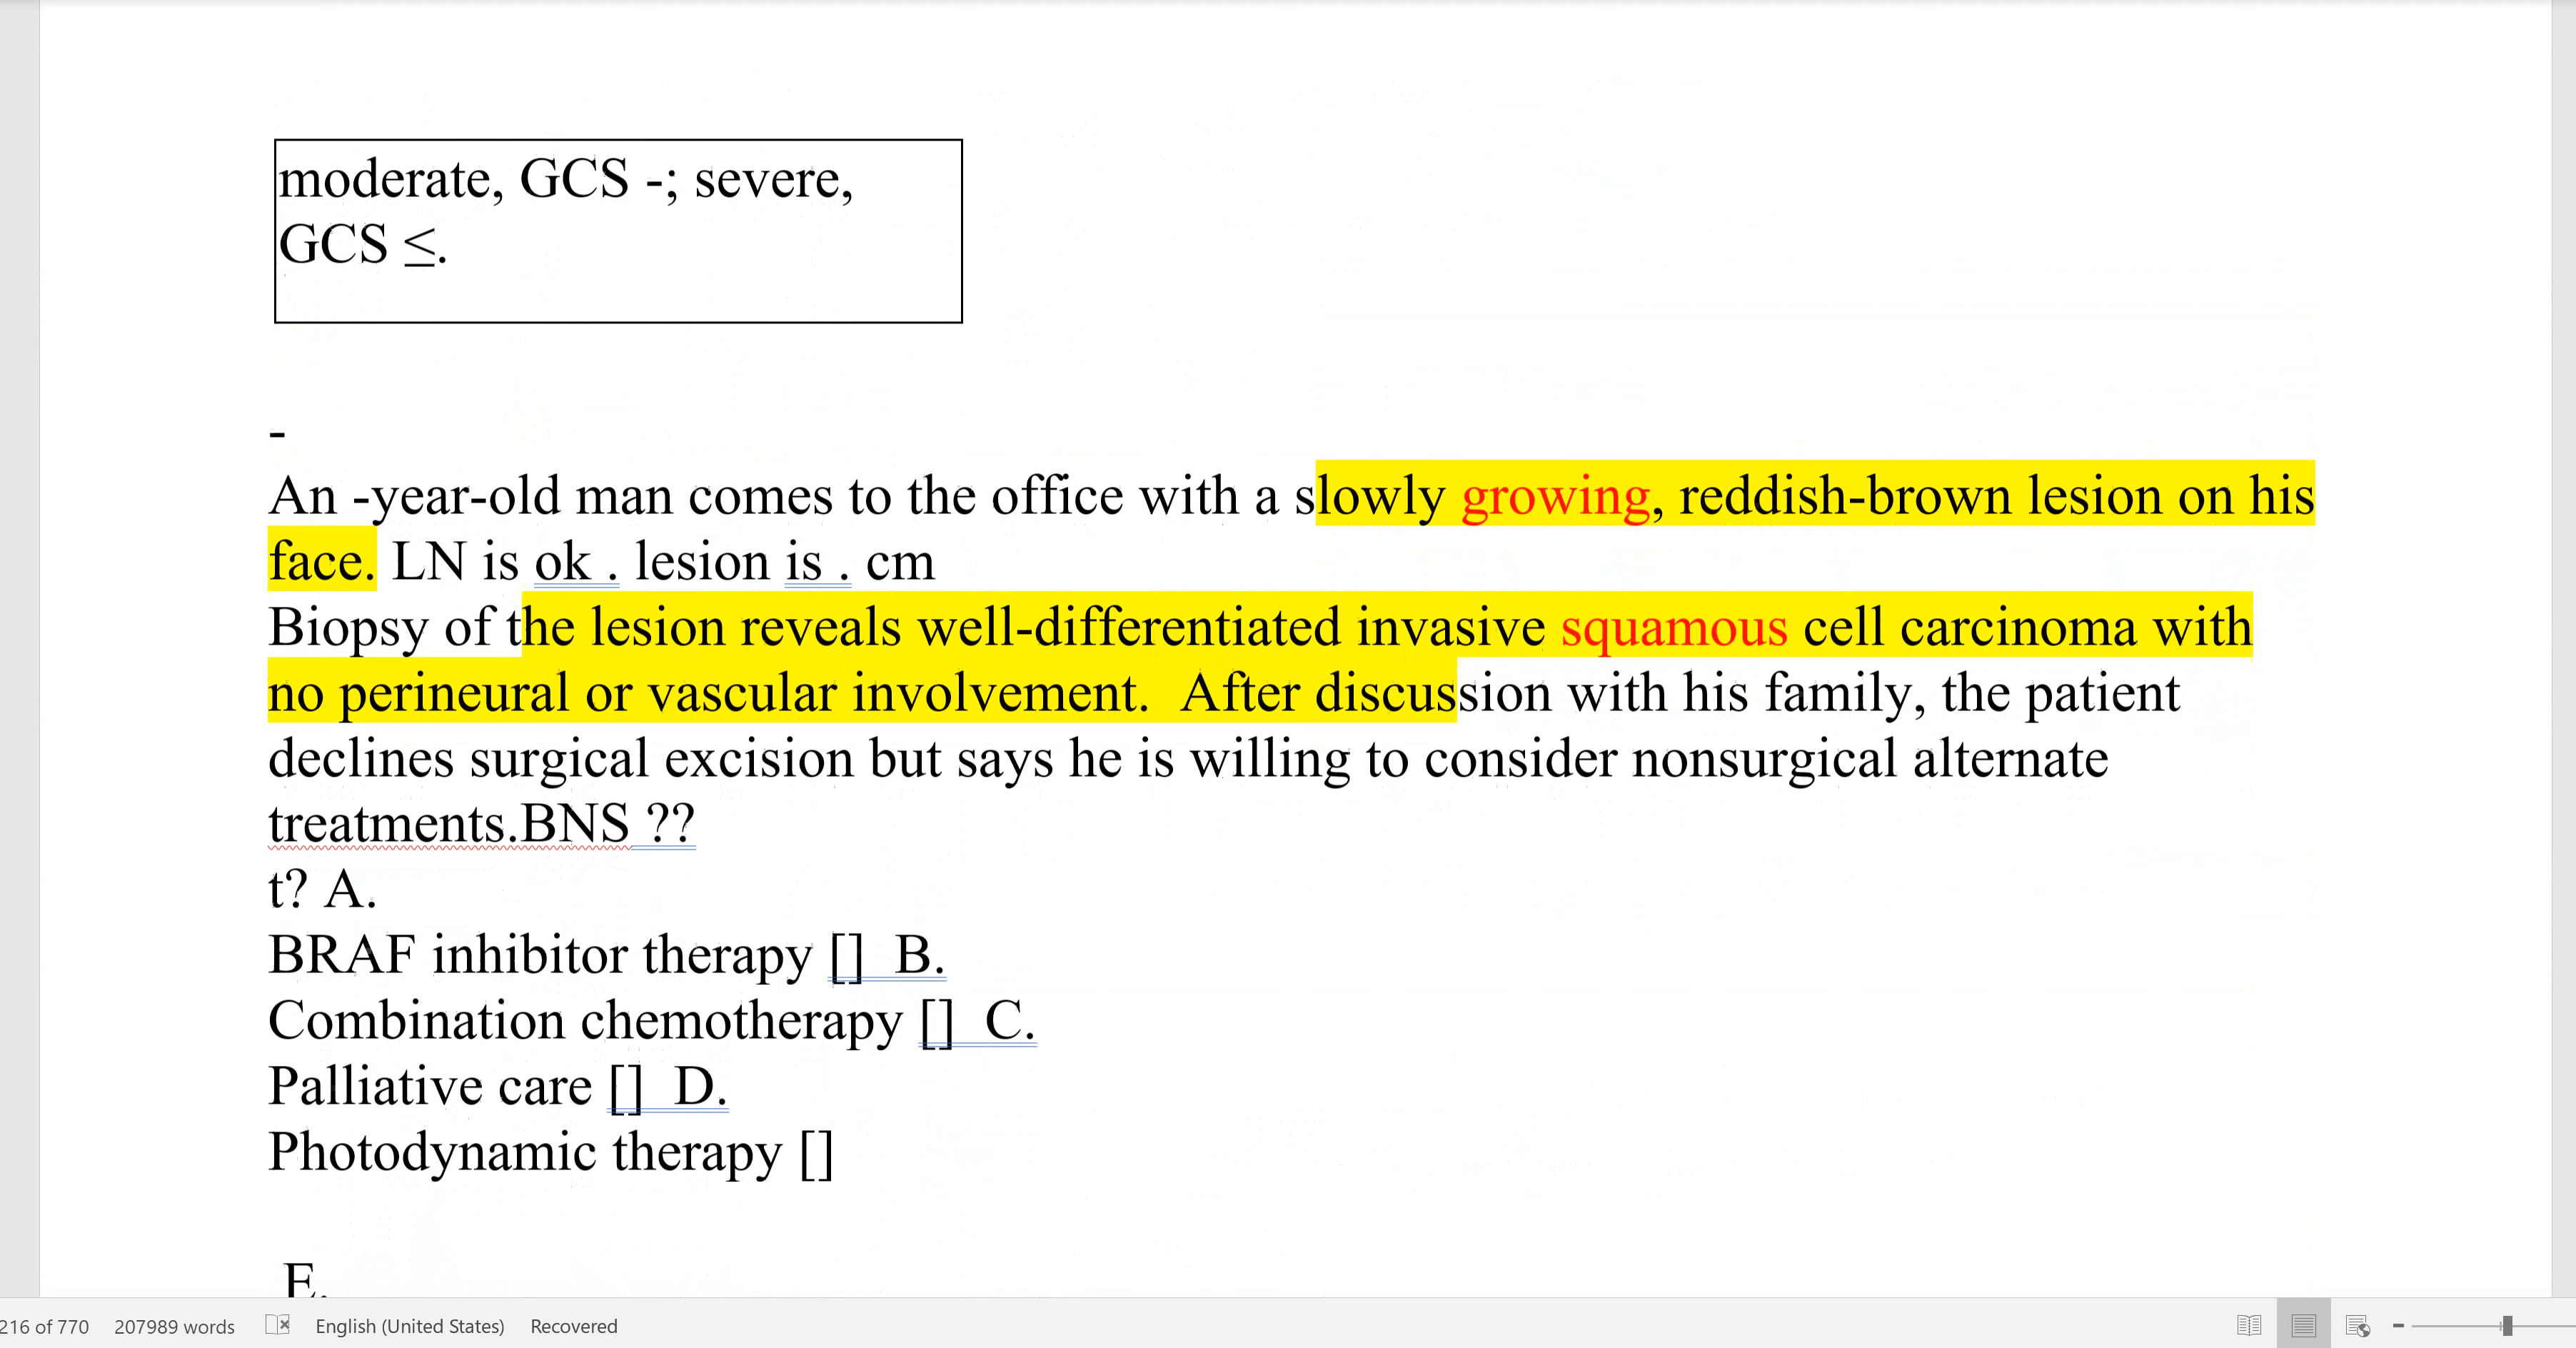 moderate, GCS -; severe,
GCS ≤.
-
An -year-old man comes to the office with a slowly growing, reddish-brown lesion on his
face. LN is ok . lesion is . cm
Biopsy of the lesion reveals well-differentiated invasive squamous cell carcinoma with
no perineural or vascular involvement.  After discussion with his family, the patient
declines surgical excision but says he is willing to consider nonsurgical alternate
treatments.BNS ??
t? A.
BRAF inhibitor therapy []  B.
Combination chemotherapy []  C.
Palliative care []  D.
Photodynamic therapy []
E.
216 of 770 207989 words English (United States) Recovered